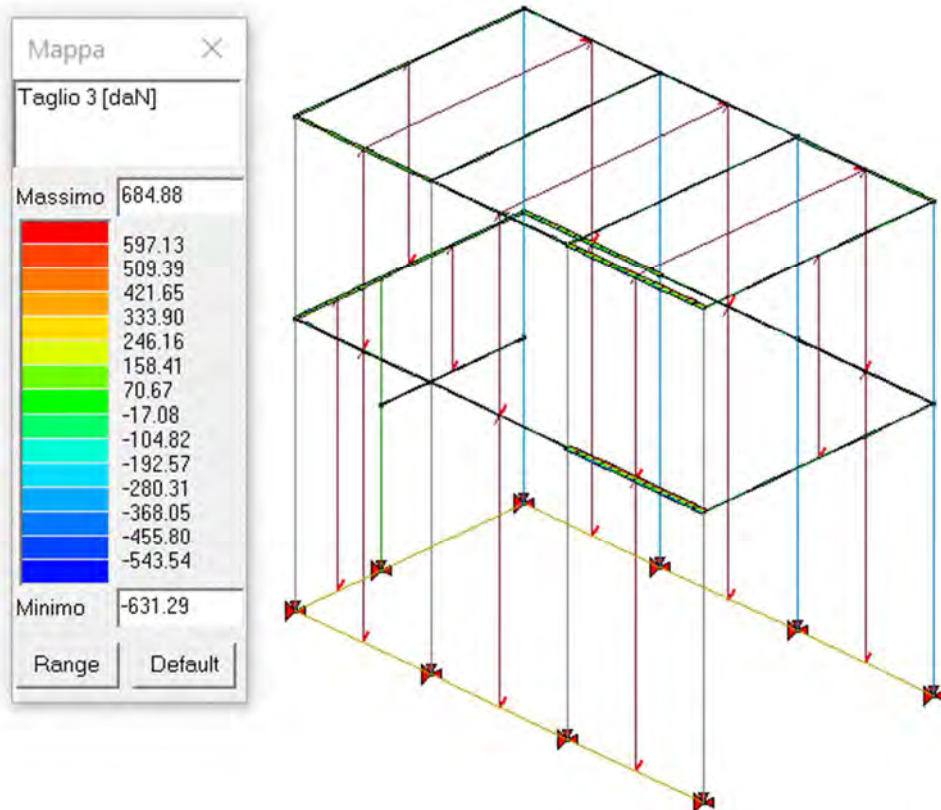 Mappa
Taglio 3 [daN]
Massimo 684.88
597.13
509.39
421.65
333.90
246.16
158.41
70.67
-17.08
-104.82
-192.57
-280.31
-368.05
-455.80
-543.54
Minimo -631.29
Range Default